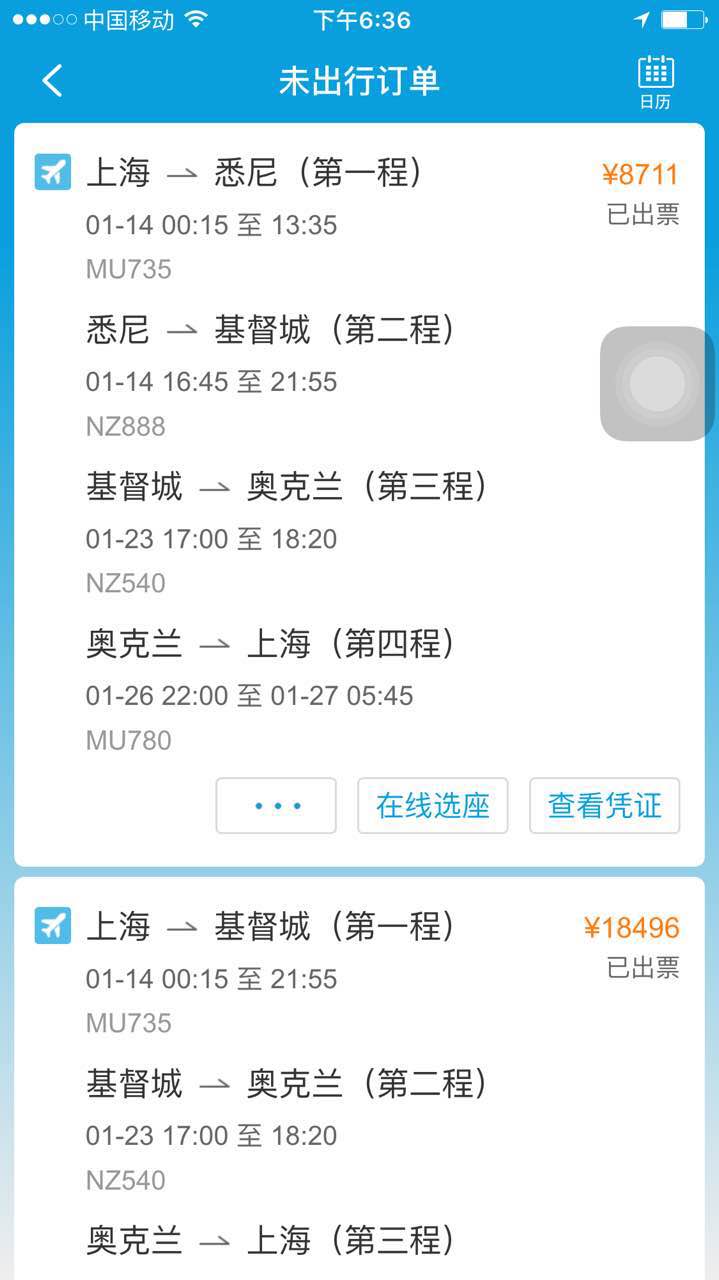 中国移动 下午6:36
未出行订单
日历
上海 → 悉尼（第一程） ¥8711
01-14 00:15 至 13:35 已出票
MU735
悉尼 → 基督城（第二程）
01-14 16:45 至 21:55
NZ888
基督城 → 奥克兰（第三程）
01-23 17:00 至 18:20
NZ540
奥克兰 → 上海（第四程）
01-26 22:00 至 01-27 05:45
MU780
··· 在线选座 查看凭证
上海 → 基督城（第一程） ¥18496
01-14 00:15 至 21:55 已出票
MU735
基督城 → 奥克兰（第二程）
01-23 17:00 至 18:20
NZ540
奥克兰 → 上海（第三程）